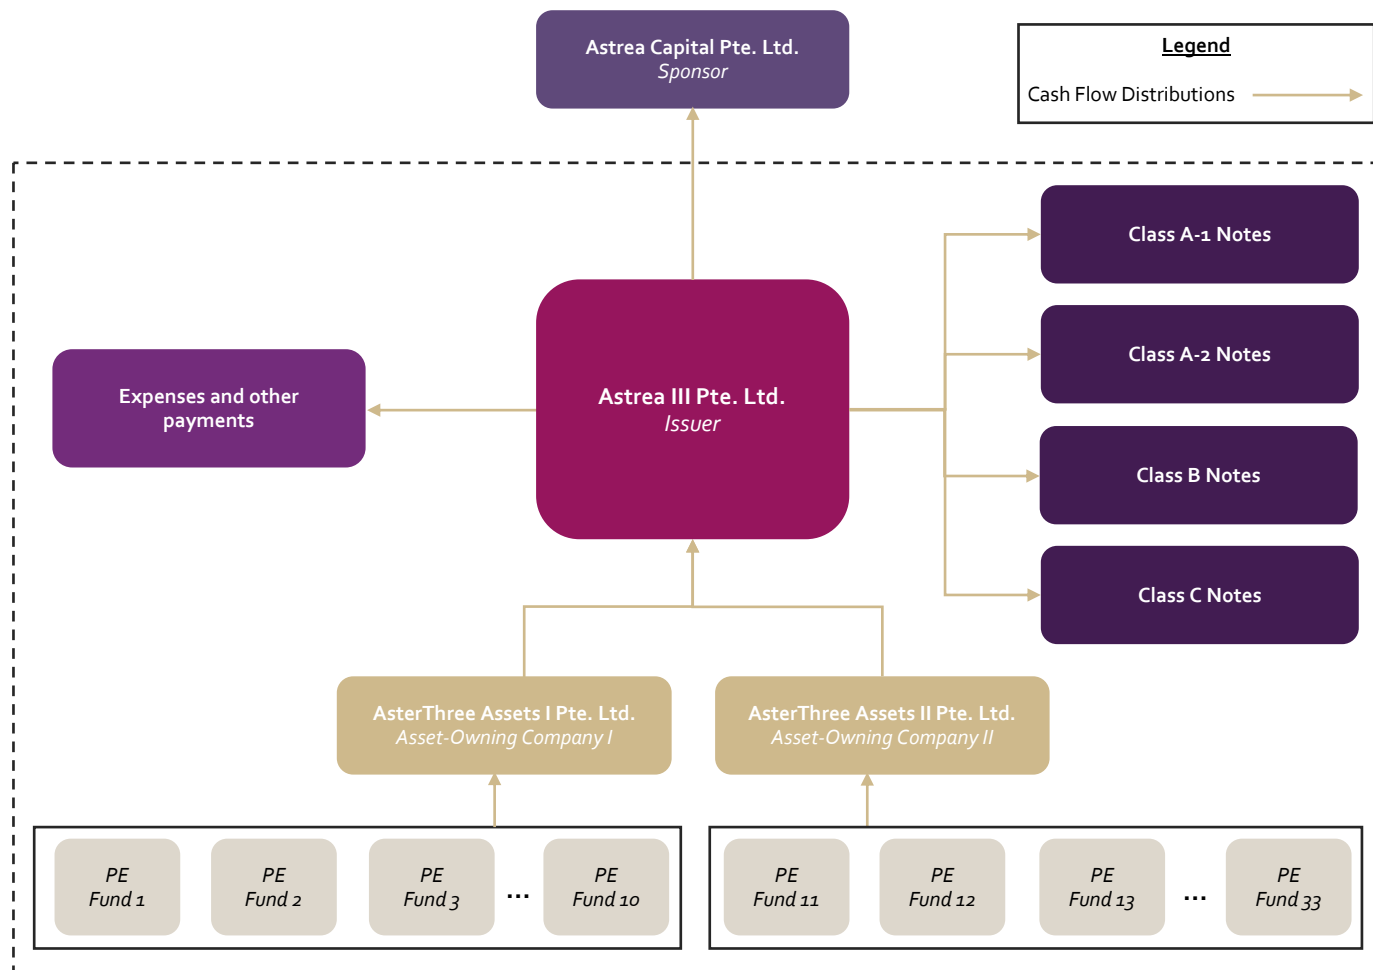 Astrea Capital Pte. Ltd.
Sponsor
Legend
Cash Flow Distributions
Class A-1 Notes
Class A-2 Notes
Astrea III Pte. Ltd.
Issuer
Expenses and other
payments
Class B Notes
Class C Notes
AsterThree Assets I Pte. Ltd.
Asset-Owning Company I
AsterThree Assets II Pte. Ltd.
Asset-Owning Company II
PE
Fund 1
PE
Fund 2
PE
Fund 3
...
PE
Fund 10
PE
Fund 11
PE
Fund 12
PE
Fund 13
...
PE
Fund 33